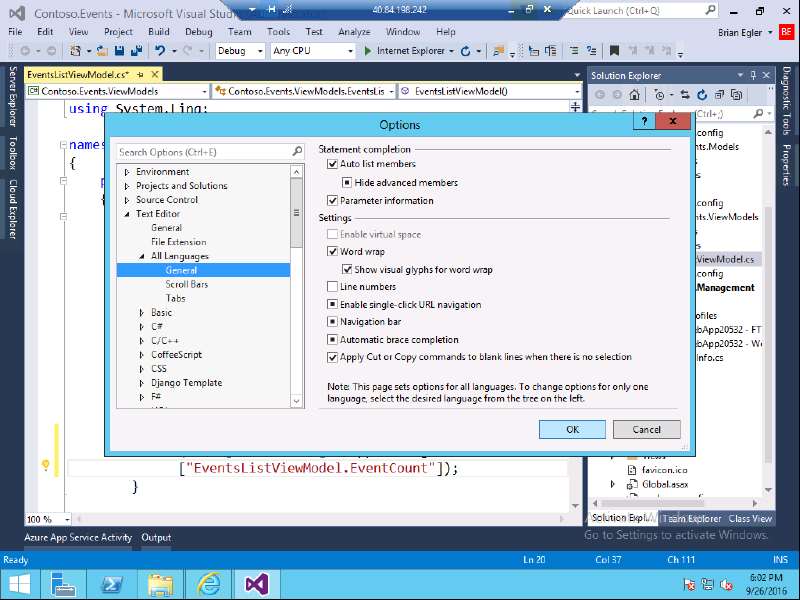 Contoso.Events - Microsoft Visual Stud
40.84.198.242
Quick Launch (Ctrl+Q)
File Edit View Project Build Debug Team Tools Test Analyze Window Help
Brian Egler BE
Debug Any CPU Internet Explorer
EventsListViewModel.cs*
Contoso.Events.ViewModels Contoso.Events.ViewModels.EventsLis EventsListViewModel()
using System.Linq;
names
{
Server Explorer
Toolbox
Cloud Explorer
Options
Search Options (Ctrl+E)
Environment
Projects and Solutions
Source Control
Text Editor
General
File Extension
All Languages
General
Scroll Bars
Tabs
Basic
C#
C/C++
CoffeeScript
CSS
Django Template
F#
Statement completion
Auto list members
Hide advanced members
Parameter information
Settings
Enable virtual space
Word wrap
Show visual glyphs for word wrap
Line numbers
Enable single-click URL navigation
Navigation bar
Automatic brace completion
Apply Cut or Copy commands to blank lines when there is no selection
Note: This page sets options for all languages. To change options for only one
language, select the desired language from the tree on the left.
OK Cancel
["EventsListViewModel.EventCount"]);
}
100 %
Solution Explorer
config
nts.Models
s
config
nts.ViewModels
s
s
ViewModel.cs
config
Management
ofiles
bApp20532 - FT
bApp20532 - We
Info.cs
favicon.ico
Global.asax
Solution Expl... Team Explorer Class View
Diagnostic Tools
Properties
Go to Settings to activate Windows.
Azure App Service Activity Output
Ready Ln 20 Col 37 Ch 111 INS
6:02 PM
9/26/2016